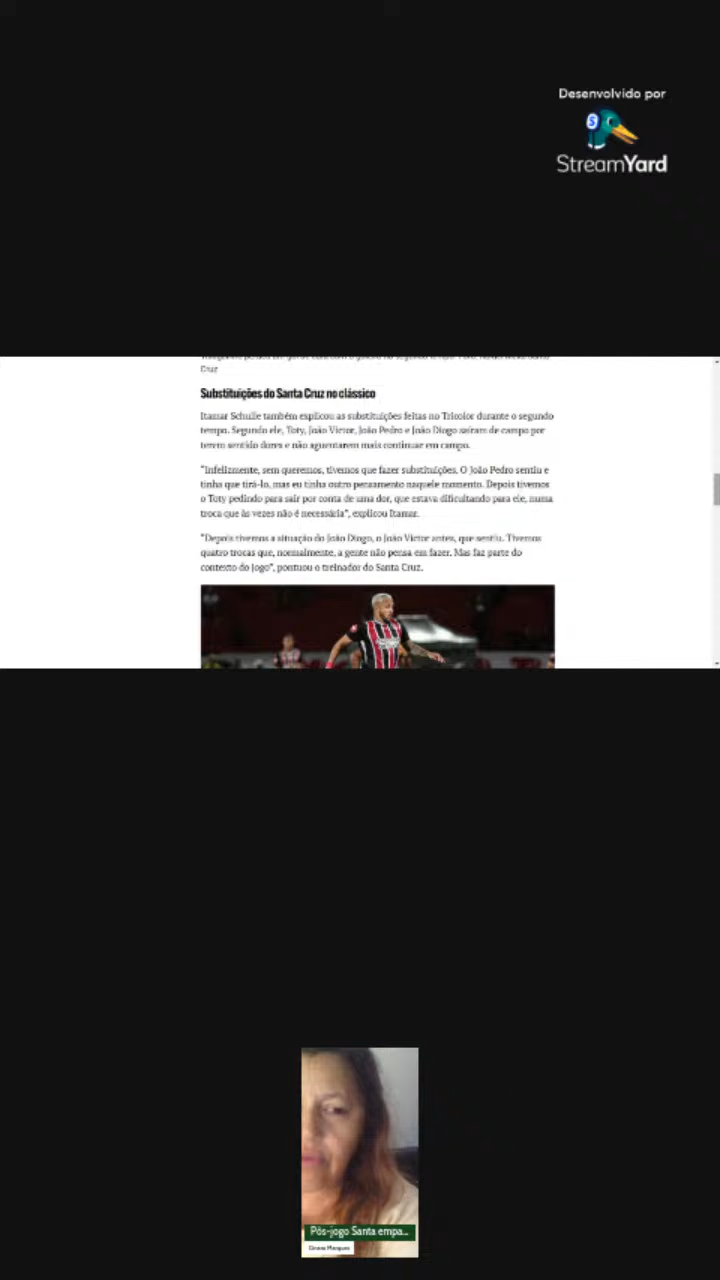 Desenvolvido por
StreamYard
Cruz
Substituições do Santa Cruz no clássico
Itamar Schulle também explicou as substituições feitas no Tricolor durante o segundo
tempo. Segundo ele, Toty, João Victor, João Pedro e João Diogo saíram de campo por
terem sentido dores e não aguentarem mais continuar em campo.
"Infelizmente, sem queremos, tivemos que fazer substituições. O João Pedro sentiu e
tinha que tirá-lo, mas eu tinha outro pensamento naquele momento. Depois tivemos
o Toty pedindo para sair por conta de uma dor, que estava dificultando para ele, numa
troca que às vezes não é necessária", explicou Itamar.
"Depois tivemos a situação do João Diogo, o João Victor antes, que sentiu. Tivemos
quatro trocas que, normalmente, a gente não pensa em fazer. Mas faz parte do
contexto do jogo", pontuou o treinador do Santa Cruz.
Pós-jogo Santa empa...
Marques